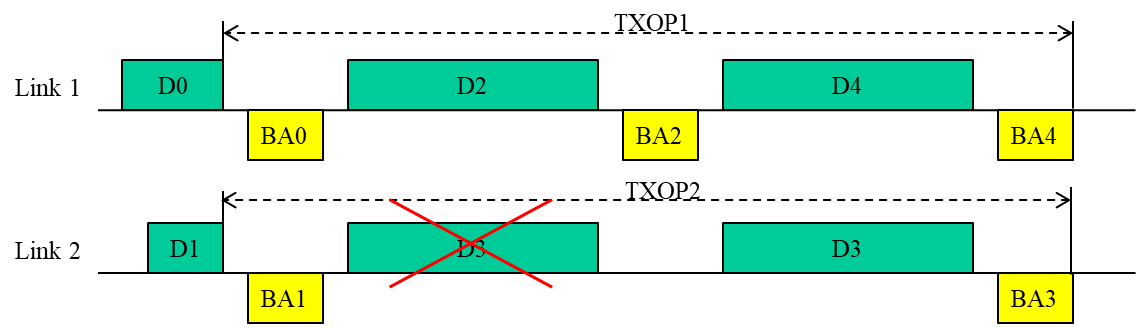 TXOP1
Link 1
D0
D2
D4
BA0
BA2
BA4
TXOP2
Link 2
D1
D3
D3
BA1
BA3